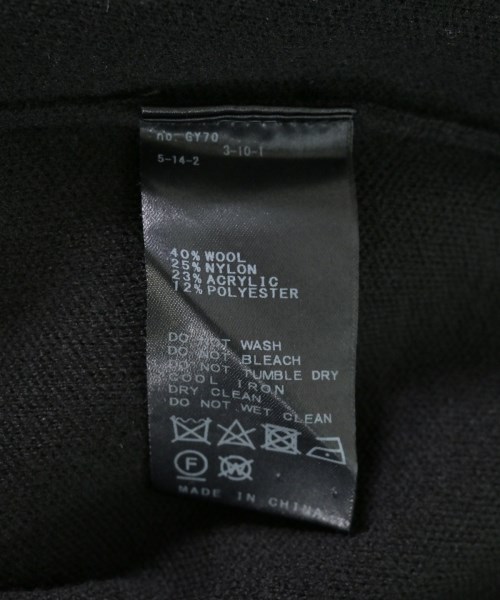 no. GY70
3-10-1
5-14-2
40% WOOL
25% NYLON
23% ACRYLIC
12% POLYESTER
DO NOT WASH
DO NOT BLEACH
DO NOT TUMBLE DRY
COOL IRON
DRY CLEAN
DO NOT WET CLEAN
F W
MADE IN CHINA